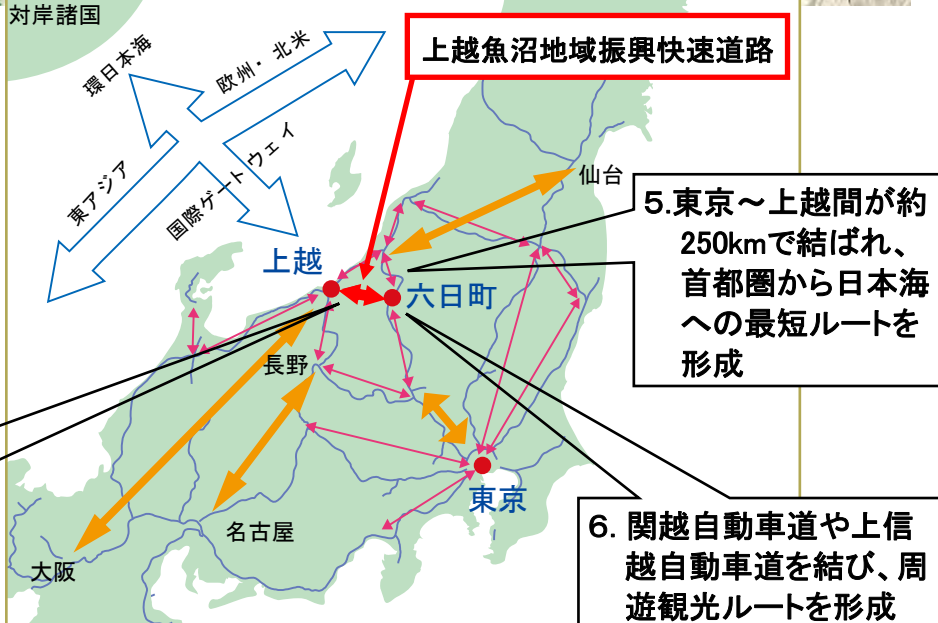 対岸諸国
環日本海
欧州・北米
東アジア
国際ゲートウェイ
上越魚沼地域振興快速道路
仙台
5.東京～上越間が約
250kmで結ばれ、
首都圏から日本海
への最短ルートを
形成
上越
六日町
長野
東京
名古屋
大阪
6. 関越自動車道や上信
越自動車道を結び、周
遊観光ルートを形成